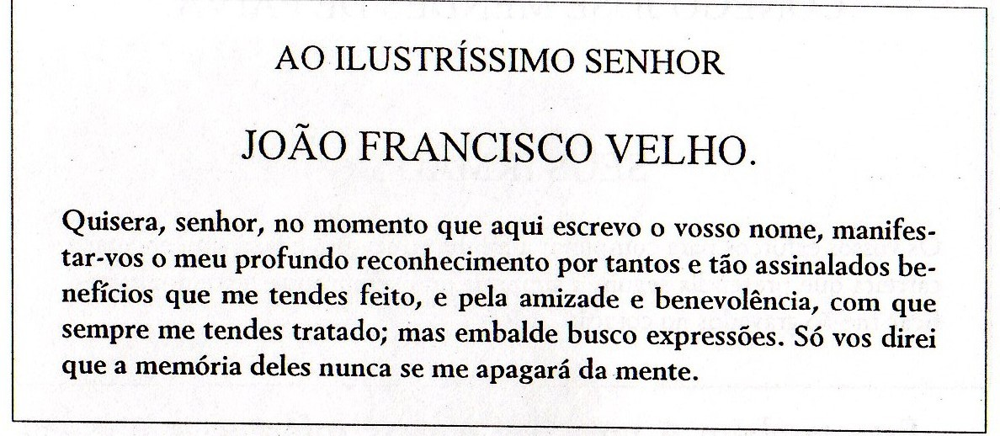 AO ILUSTRÍSSIMO SENHOR
JOÃO FRANCISCO VELHO.
Quisera, senhor, no momento que aqui escrevo o vosso nome, manifes-
tar-vos o meu profundo reconhecimento por tantos e tão assinalados be-
nefícios que me tendes feito, e pela amizade e benevolência, com que
sempre me tendes tratado; mas embalde busco expressões. Só vos direi
que a memória deles nunca se me apagará da mente.